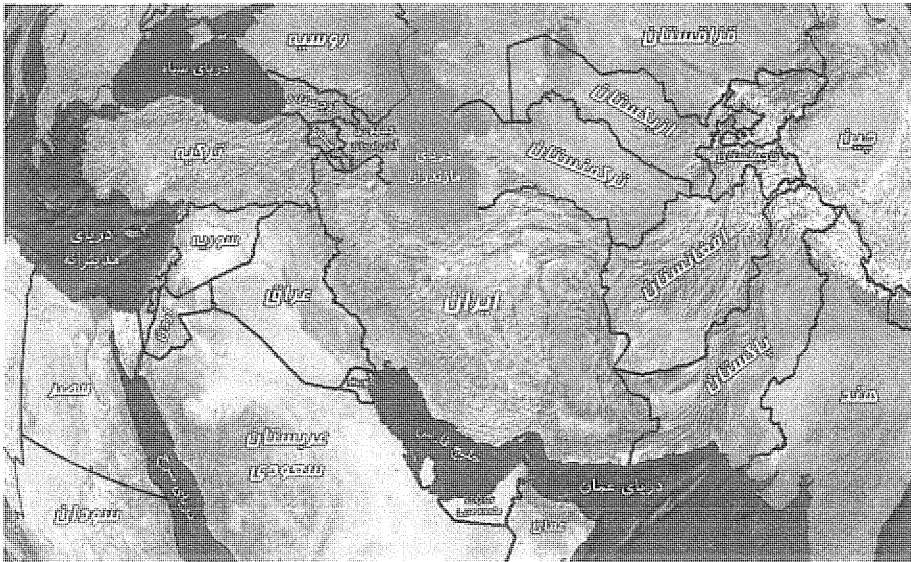 روسیه
قزاقستان
دریای سیاه
ازبکستان
چین
ترکیه
دریای
مازندران
ترکمنستان
تاجیکستان
سوریه
دریای
مدیترانه
افغانستان
عراق
ایران
پاکستان
مصر
هند
عربستان
سعودی
دریای عمان
سودان
عمان